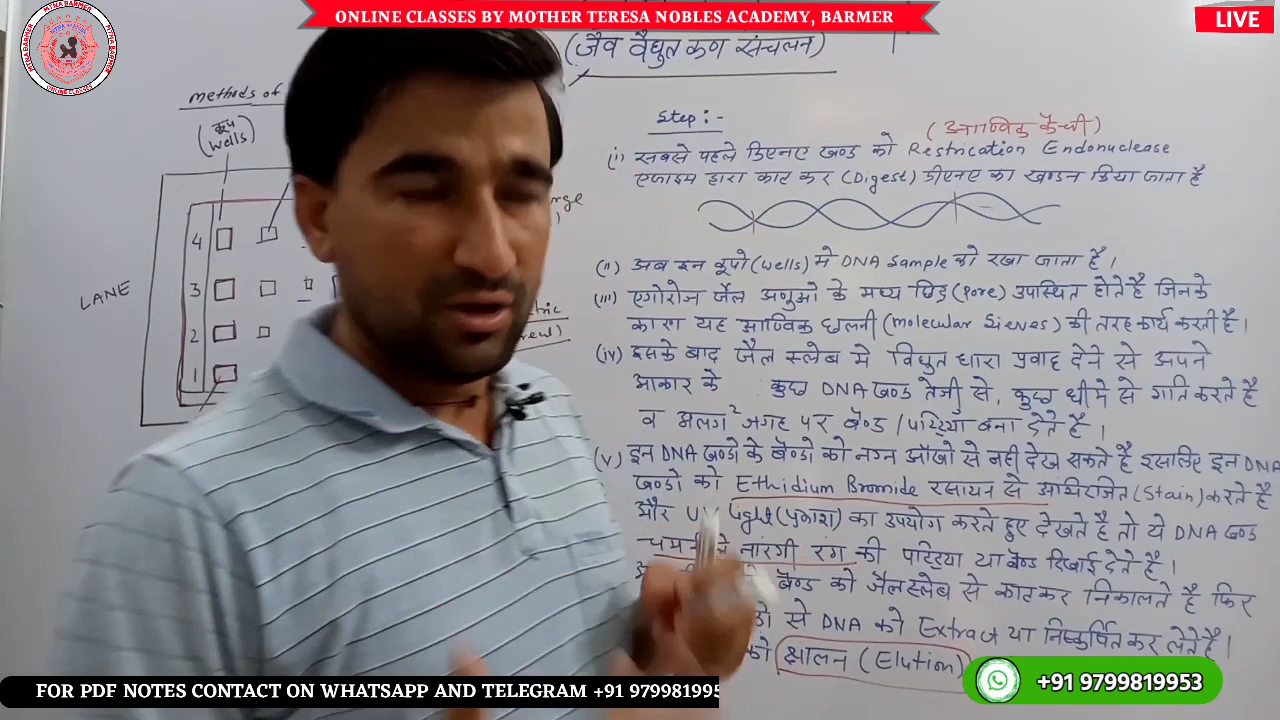 ONLINE CLASSES BY MOTHER TERESA NOBLES ACADEMY, BARMER
LIVE
MTNA BARMER
(जैव वैद्युत कण संचलन)
methods of
(कूप
Wells)
LANE
4
3
2
1
Step:-
(आण्विक कैंची)
(i) सबसे पहले डिएनए खण्ड को Restrication Endonuclease
एन्जाइम द्वारा काट कर (Digest) डीएनए का खण्डन किया जाता है
(ii) अब इन कूपो (wells) मे DNA Sample को रखा जाता है।
(iii) एगोरोज जेल अणुओ के मध्य छिद्र (Pore) उपस्थित होते है जिनके
कारण यह आण्विक छलनी (molecular Sieves) की तरह कार्य करती है।
(iv) इसके बाद जैल स्लेब मे विधुत धारा प्रवाह देने से अपने
आकार के कुछ DNA खण्ड तेजी से, कुछ धीमे से गति करते है
व अलग² जगह पर बॅण्ड / पट्टिया बना देते है।
(v) इन DNA खण्डो के बॅण्डो को नग्न आँखो से नही देख सकते है इसलिए इन DNA
खण्डो को Ethidium Bromide रसायन से अभिरंजित (Stain) करते है
और UV light (प्रकाश) का उपयोग करते हुए देखते है तो ये DNA खण्ड
नारंगी रंग की पट्टिया या बॅण्ड दिखाई देते है।
बॅण्ड को जैल स्लेब से काटकर निकालते है फिर
से DNA को Extract या निष्कर्षित कर लेते है।
को क्षालन (Elution)
FOR PDF NOTES CONTACT ON WHATSAPP AND TELEGRAM +91 979981995
+91 9799819953